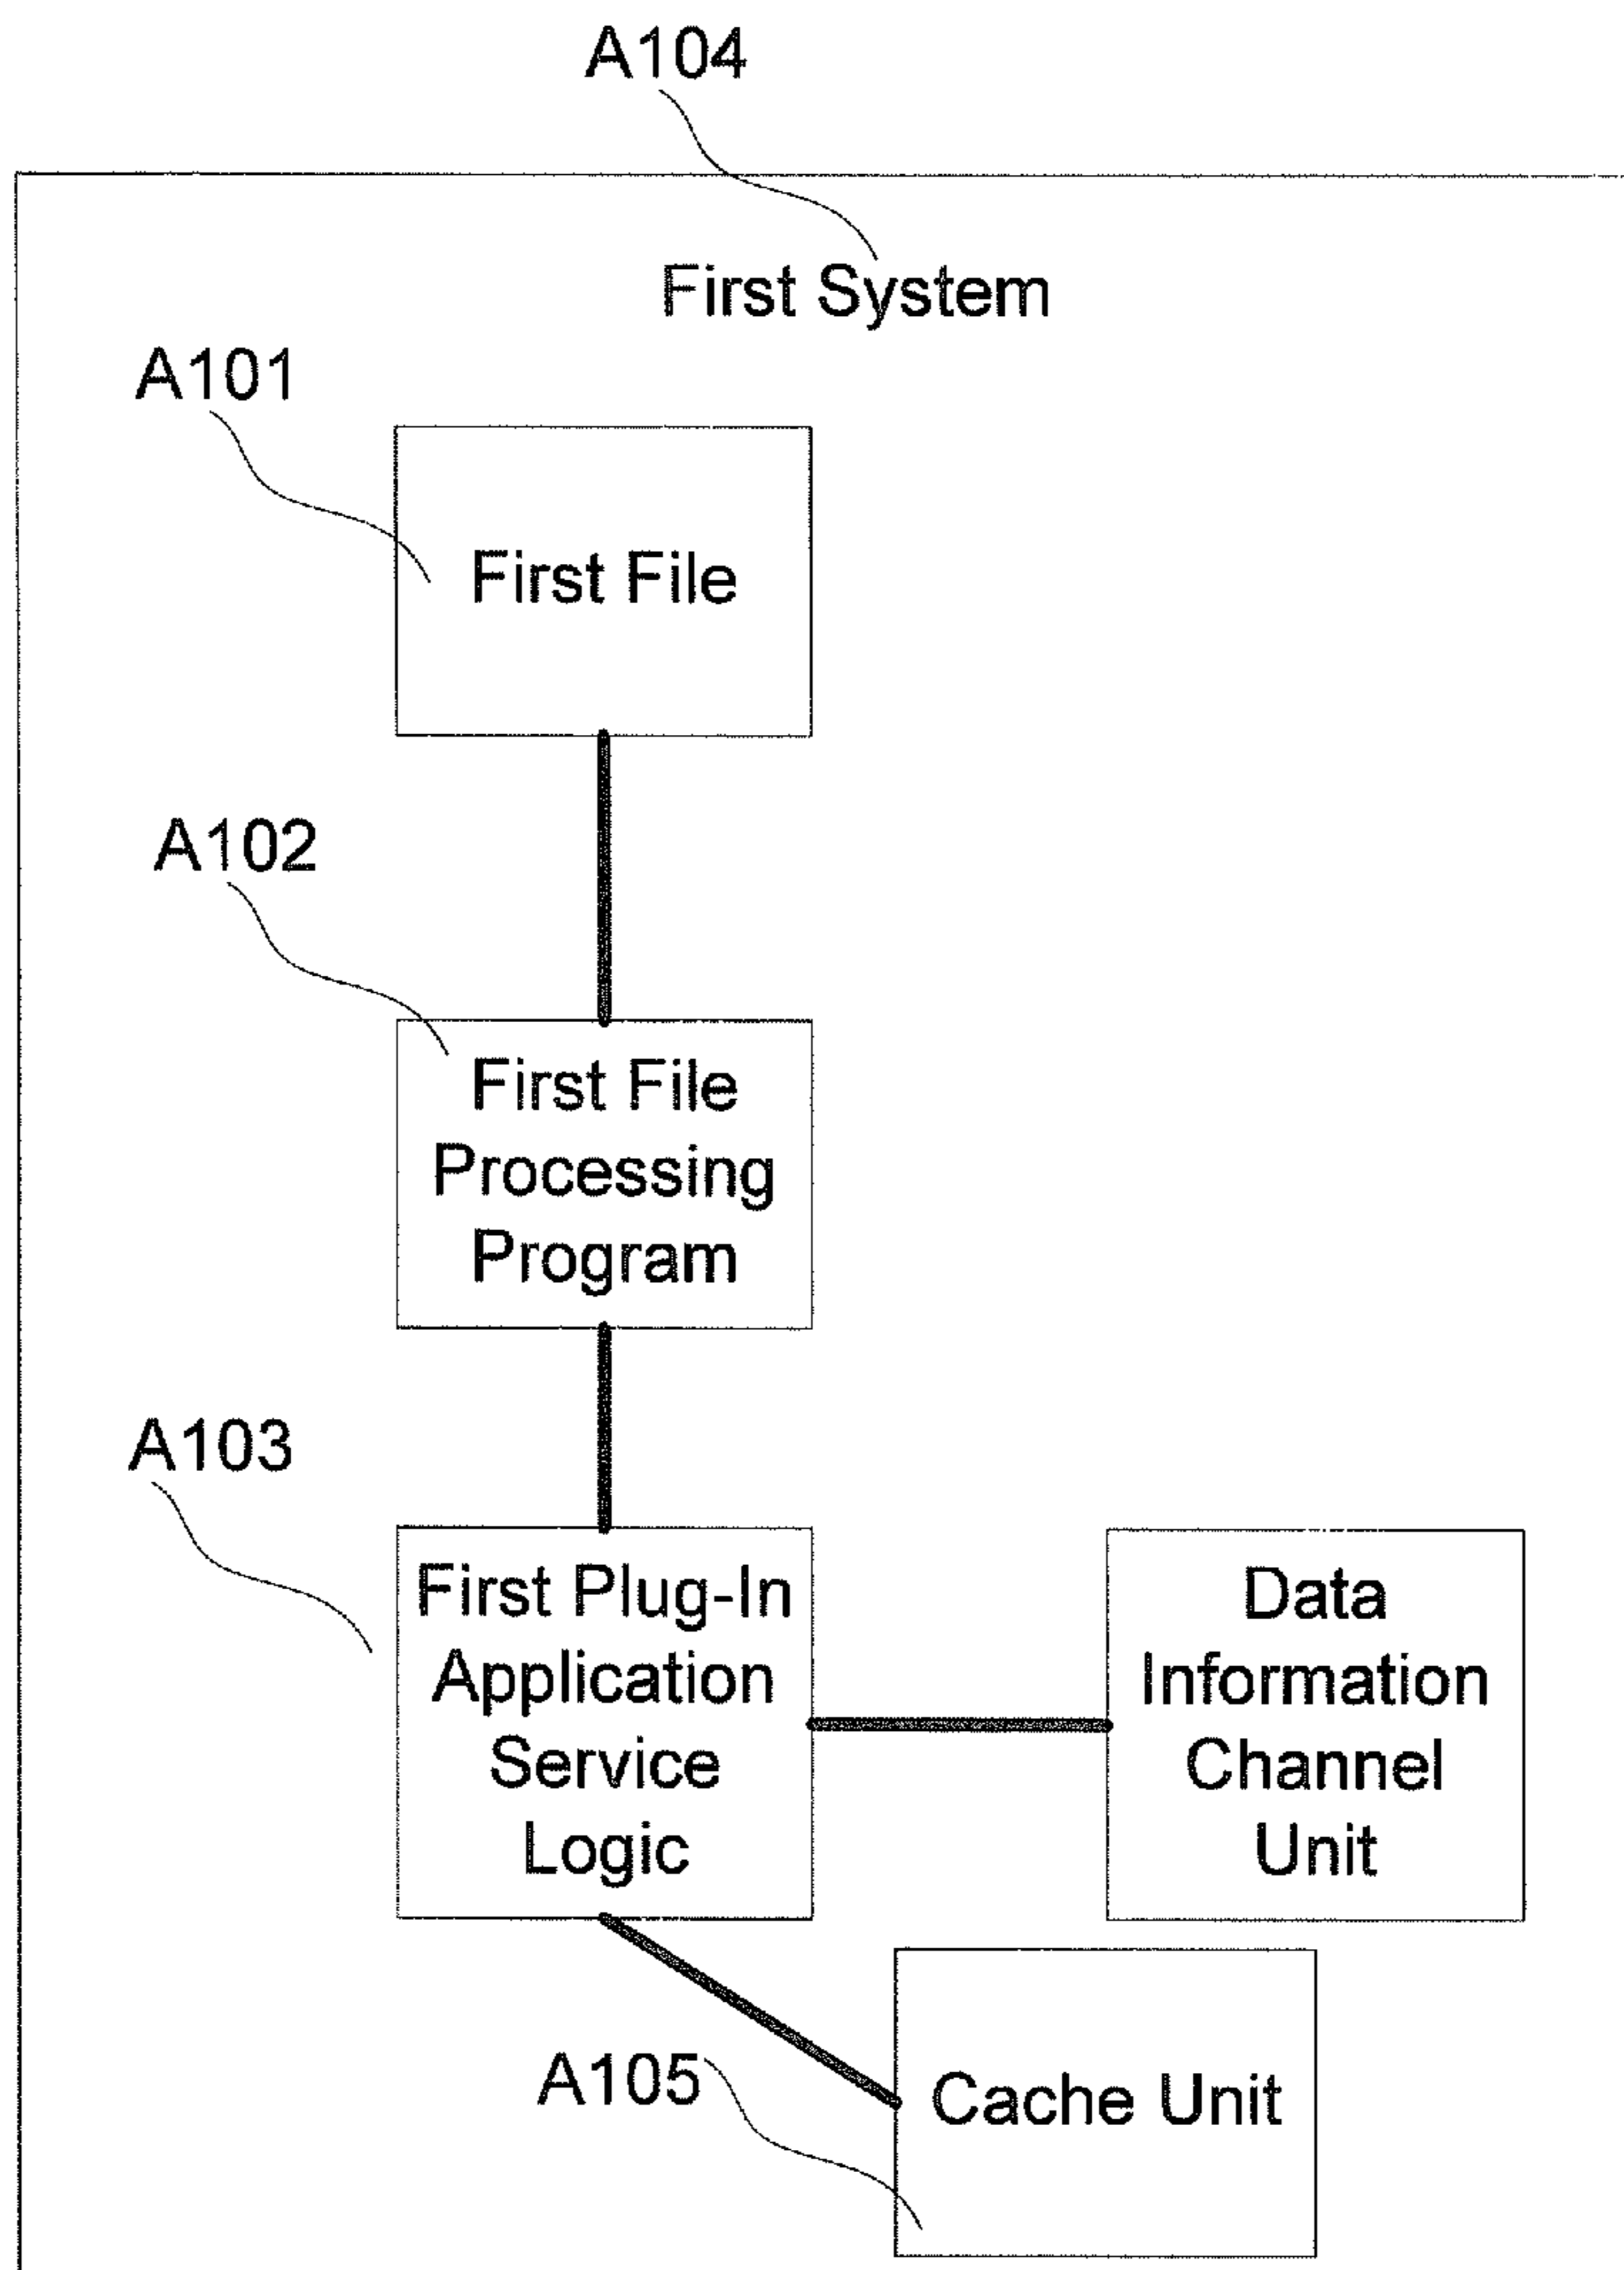 A104
First System
A101
First File
A102
First File
Processing
Program
A103
First Plug-In
Application
Service
Logic
Data
Information
Channel
Unit
A105
Cache Unit